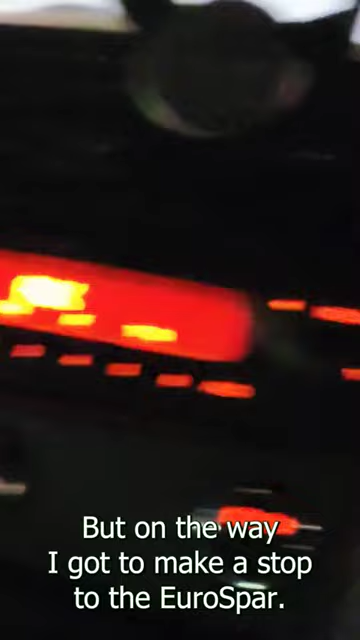 But on the way
I got to make a stop
to the EuroSpar.